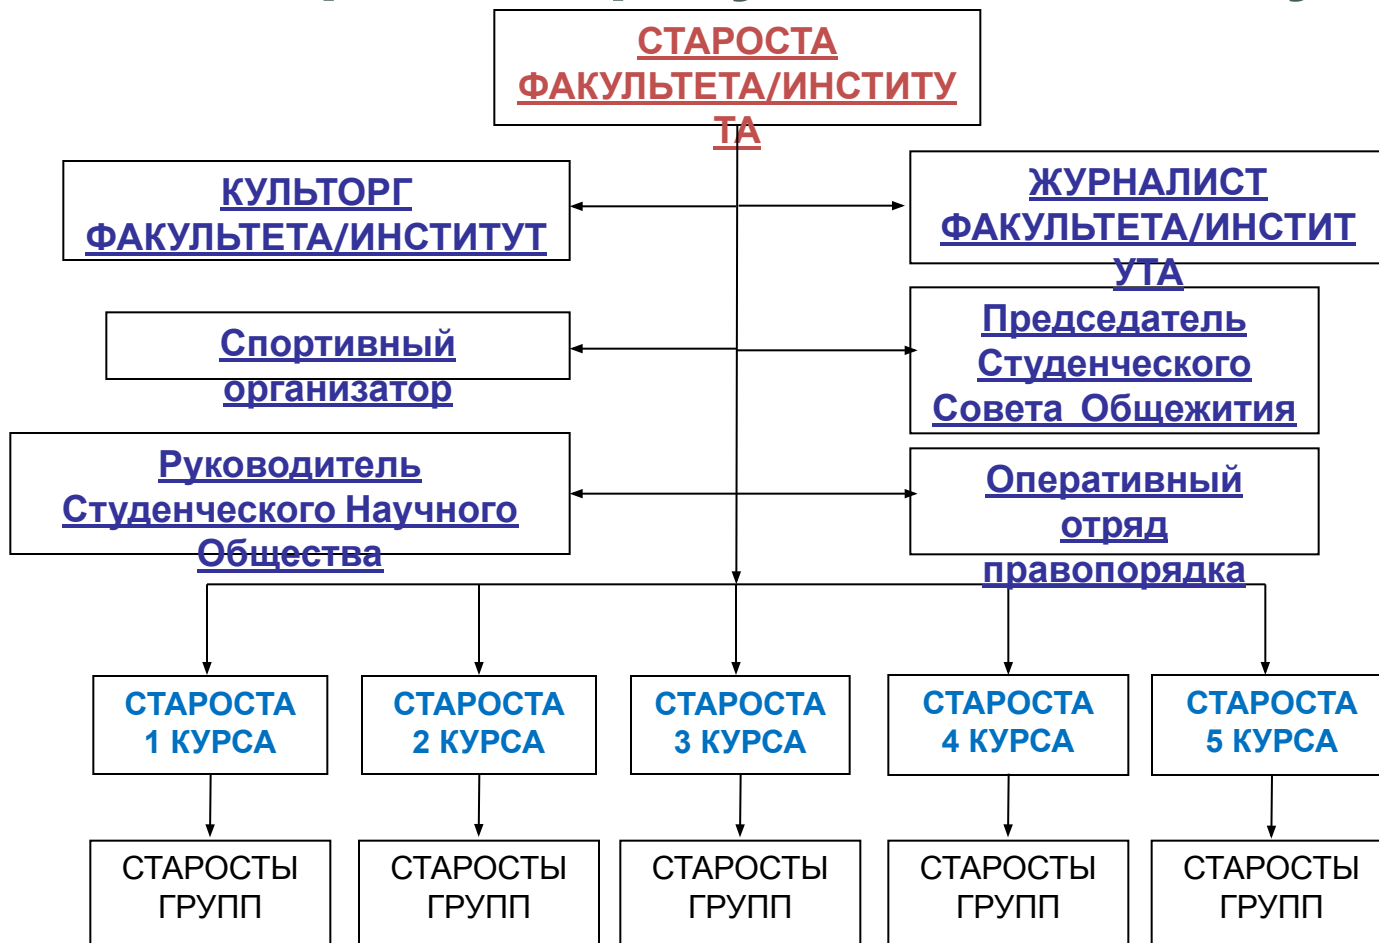 СТАРОСТА
ФАКУЛЬТЕТА/ИНСТИТУ
ТА
КУЛЬТОРГ
ФАКУЛЬТЕТА/ИНСТИТУТ
ЖУРНАЛИСТ
ФАКУЛЬТЕТА/ИНСТИТ
УТА
Спортивный
организатор
Председатель
Студенческого
Совета Общежития
Руководитель
Студенческого Научного
Общества
Оперативный
отряд
правопорядка
СТАРОСТА
1 КУРСА
СТАРОСТА
2 КУРСА
СТАРОСТА
3 КУРСА
СТАРОСТА
4 КУРСА
СТАРОСТА
5 КУРСА
СТАРОСТЫ
ГРУПП
СТАРОСТЫ
ГРУПП
СТАРОСТЫ
ГРУПП
СТАРОСТЫ
ГРУПП
СТАРОСТЫ
ГРУПП